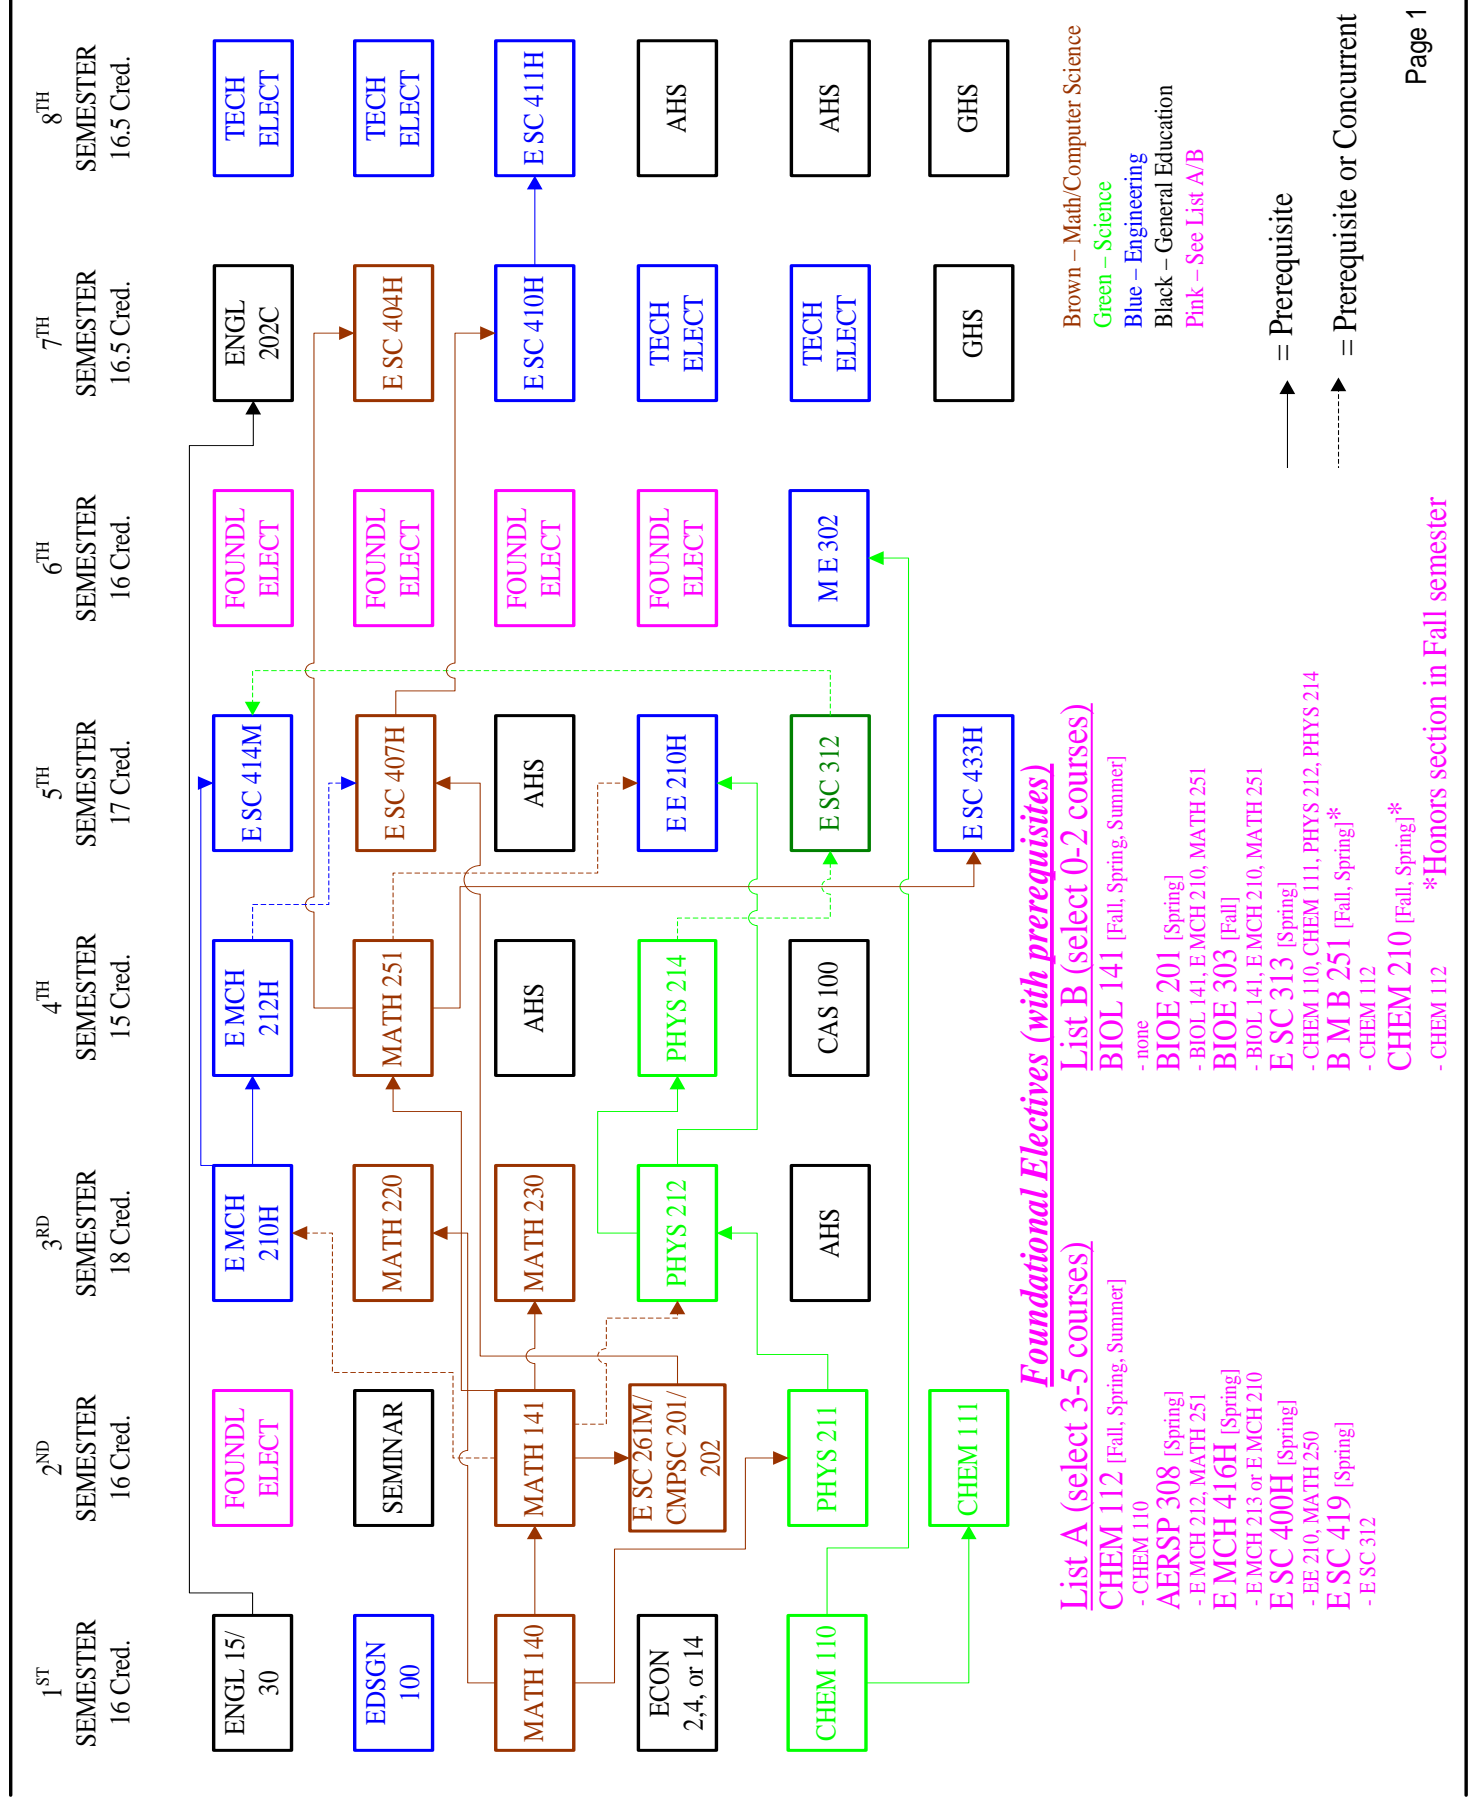 1ST
SEMESTER
16 Cred.
2ND
SEMESTER
16 Cred.
3RD
SEMESTER
18 Cred.
4TH
SEMESTER
15 Cred.
5TH
SEMESTER
17 Cred.
6TH
SEMESTER
16 Cred.
7TH
SEMESTER
16.5 Cred.
8TH
SEMESTER
16.5 Cred.
ENGL 15/
30
EDSGN
100
MATH 140
ECON
2,4, or 14
CHEM 110
FOUNDL
ELECT
SEMINAR
MATH 141
E SC 261M/
CMPSC 201/
202
PHYS 211
CHEM 111
E MCH
210H
MATH 220
MATH 230
PHYS 212
AHS
E MCH
212H
MATH 251
AHS
PHYS 214
CAS 100
E SC 414M
E SC 407H
AHS
E E 210H
E SC 312
E SC 433H
FOUNDL
ELECT
FOUNDL
ELECT
FOUNDL
ELECT
FOUNDL
ELECT
M E 302
ENGL
202C
E SC 404H
E SC 410H
TECH
ELECT
TECH
ELECT
GHS
TECH
ELECT
TECH
ELECT
E SC 411H
AHS
AHS
GHS
Foundational Electives (with prerequisites)
List A (select 3-5 courses)
CHEM 112 [Fall, Spring, Summer]
- CHEM 110
AERSP 308 [Spring]
- E MCH 212, MATH 251
E MCH 416H [Spring]
- E MCH 213 or E MCH 210
E SC 400H [Spring]
- EE 210, MATH 250
E SC 419 [Spring]
- E SC 312
List B (select 0-2 courses)
BIOL 141 [Fall, Spring, Summer]
- none
BIOE 201 [Spring]
- BIOL 141, E MCH 210, MATH 251
BIOE 303 [Fall]
- BIOL 141, E MCH 210, MATH 251
E SC 313 [Spring]
- CHEM 110, CHEM 111, PHYS 212, PHYS 214
B M B 251 [Fall, Spring]*
- CHEM 112
CHEM 210 [Fall, Spring]*
- CHEM 112
*Honors section in Fall semester
Brown – Math/Computer Science
Green – Science
Blue – Engineering
Black – General Education
Pink – See List A/B
= Prerequisite
= Prerequisite or Concurrent
Page 1